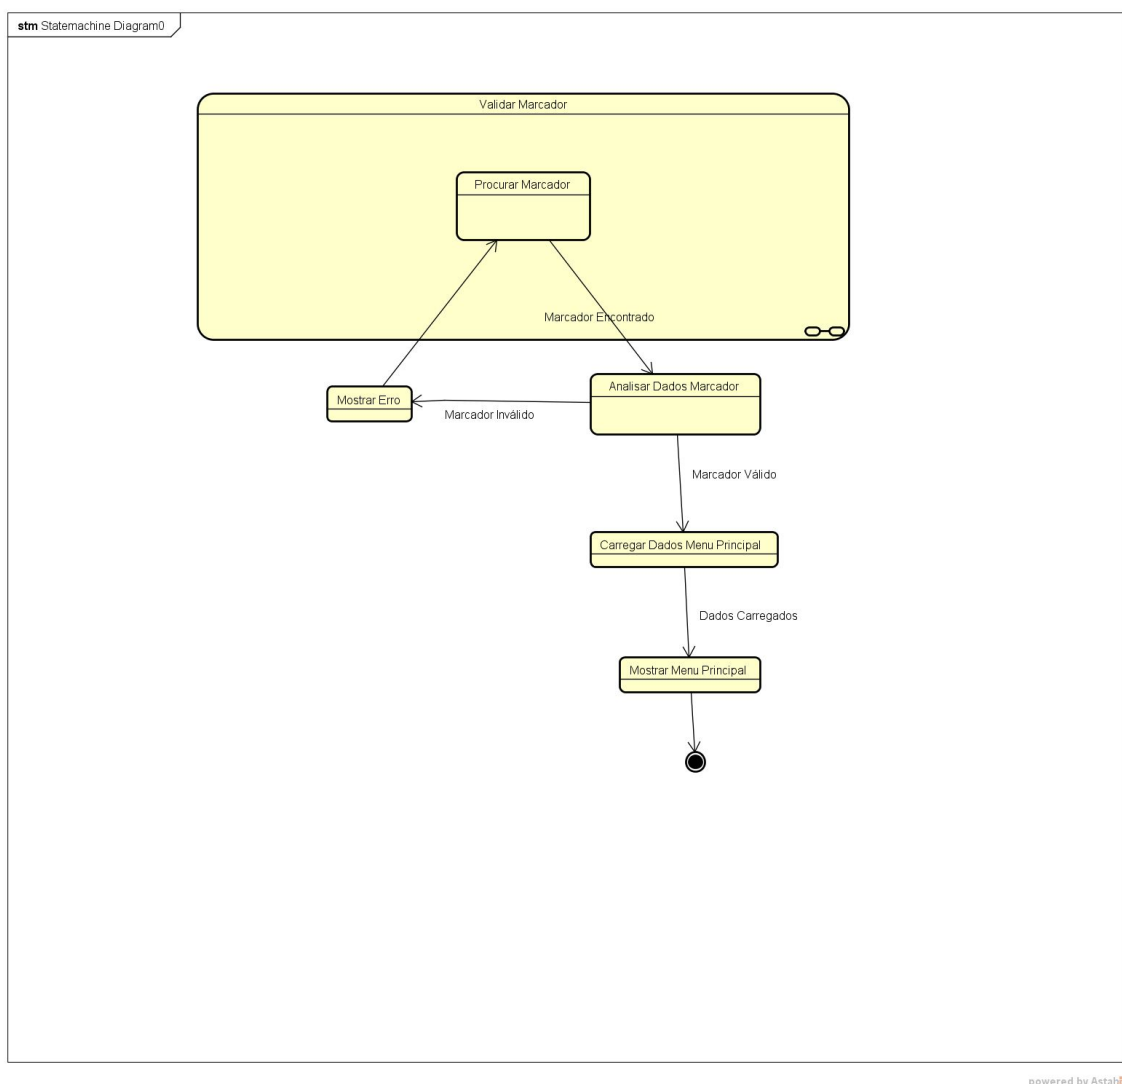 stm Statemachine Diagram0
Validar Marcador
Procurar Marcador
Marcador Encontrado
Analisar Dados Marcador
Mostrar Erro
Marcador Inválido
Marcador Válido
Carregar Dados Menu Principal
Dados Carregados
Mostrar Menu Principal
powered by